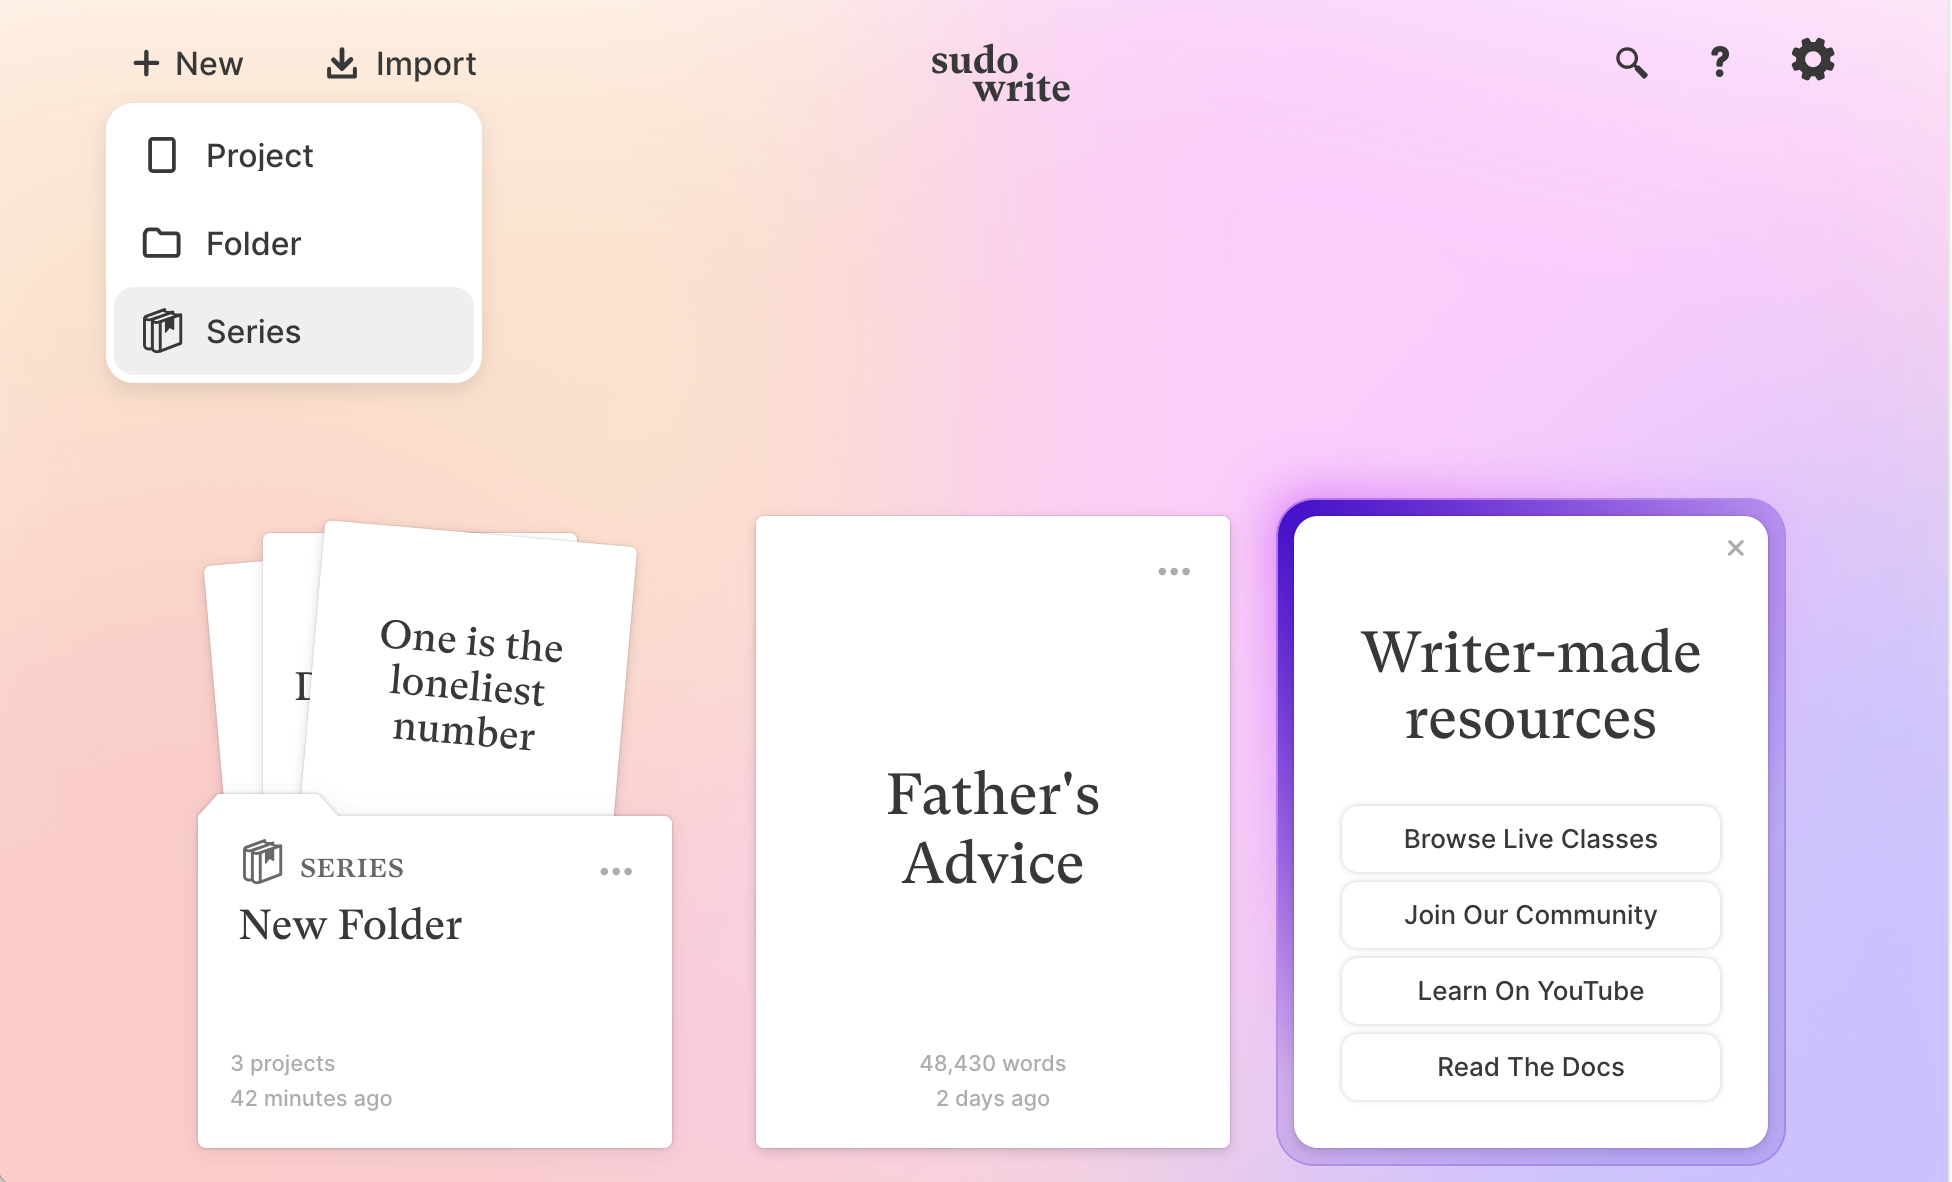 New
Import
sudo
write
?
Project
Folder
Series
One is the
loneliest
number
SERIES
New Folder
3 projects
42 minutes ago
Father's
Advice
48,430 words
2 days ago
Writer-made
resources
Browse Live Classes
Join Our Community
Learn On YouTube
Read The Docs